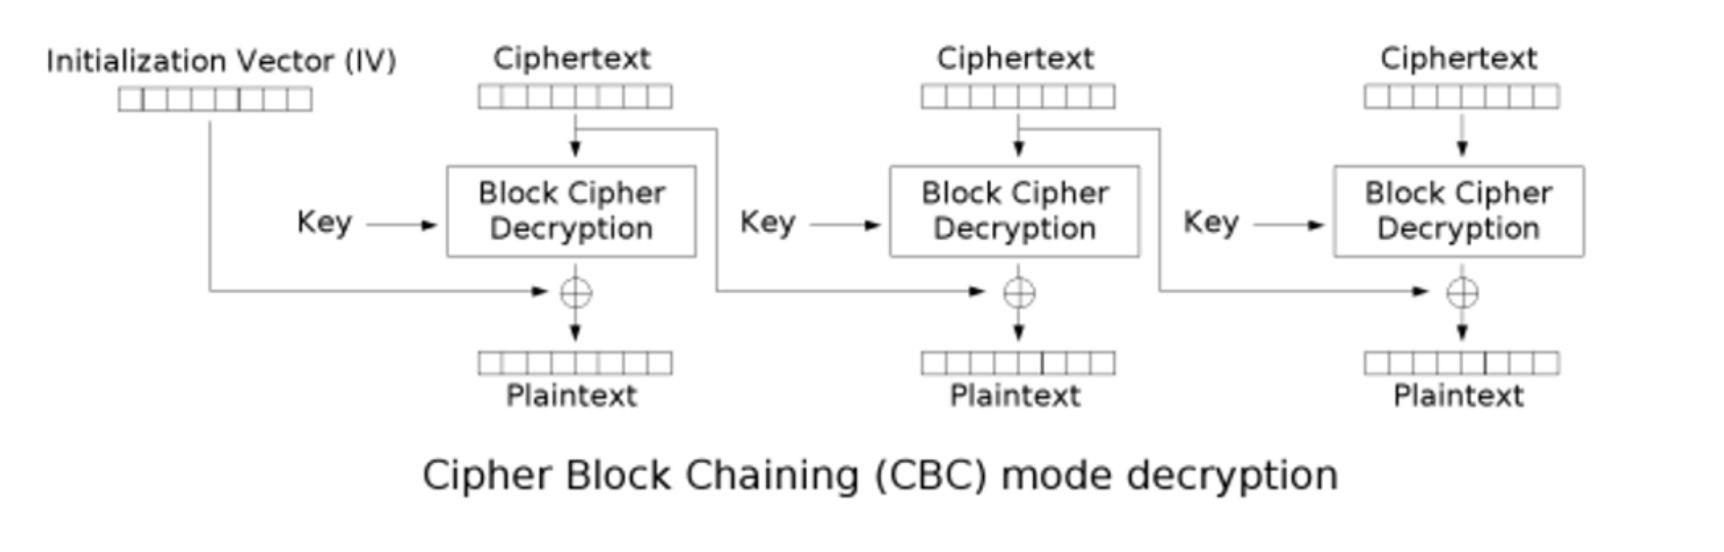 Initialization Vector (IV)
Ciphertext
Ciphertext
Ciphertext
Key
Block Cipher
Decryption
Key
Block Cipher
Decryption
Key
Block Cipher
Decryption
Plaintext
Plaintext
Plaintext
Cipher Block Chaining (CBC) mode decryption